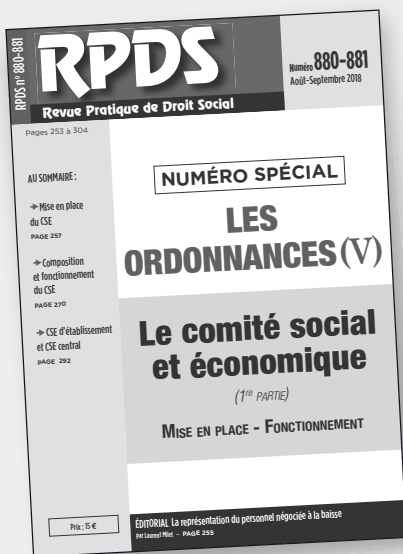 RPDS n° 880-881
RPDS
Revue Pratique de Droit Social
Numéro 880-881
Août-Septembre 2018
Pages 253 à 304
AU SOMMAIRE :
➔ Mise en place
du CSE
PAGE 257
➔ Composition
et fonctionnement
du CSE
PAGE 270
➔ CSE d'établissement
et CSE central
PAGE 292
Prix : 15 €
NUMÉRO SPÉCIAL
LES
ORDONNANCES (V)
Le comité social
et économique
(1re PARTIE)
MISE EN PLACE - FONCTIONNEMENT
ÉDITORIAL La représentation du personnel négociée à la baisse
Par Laurent Milet – PAGE 255